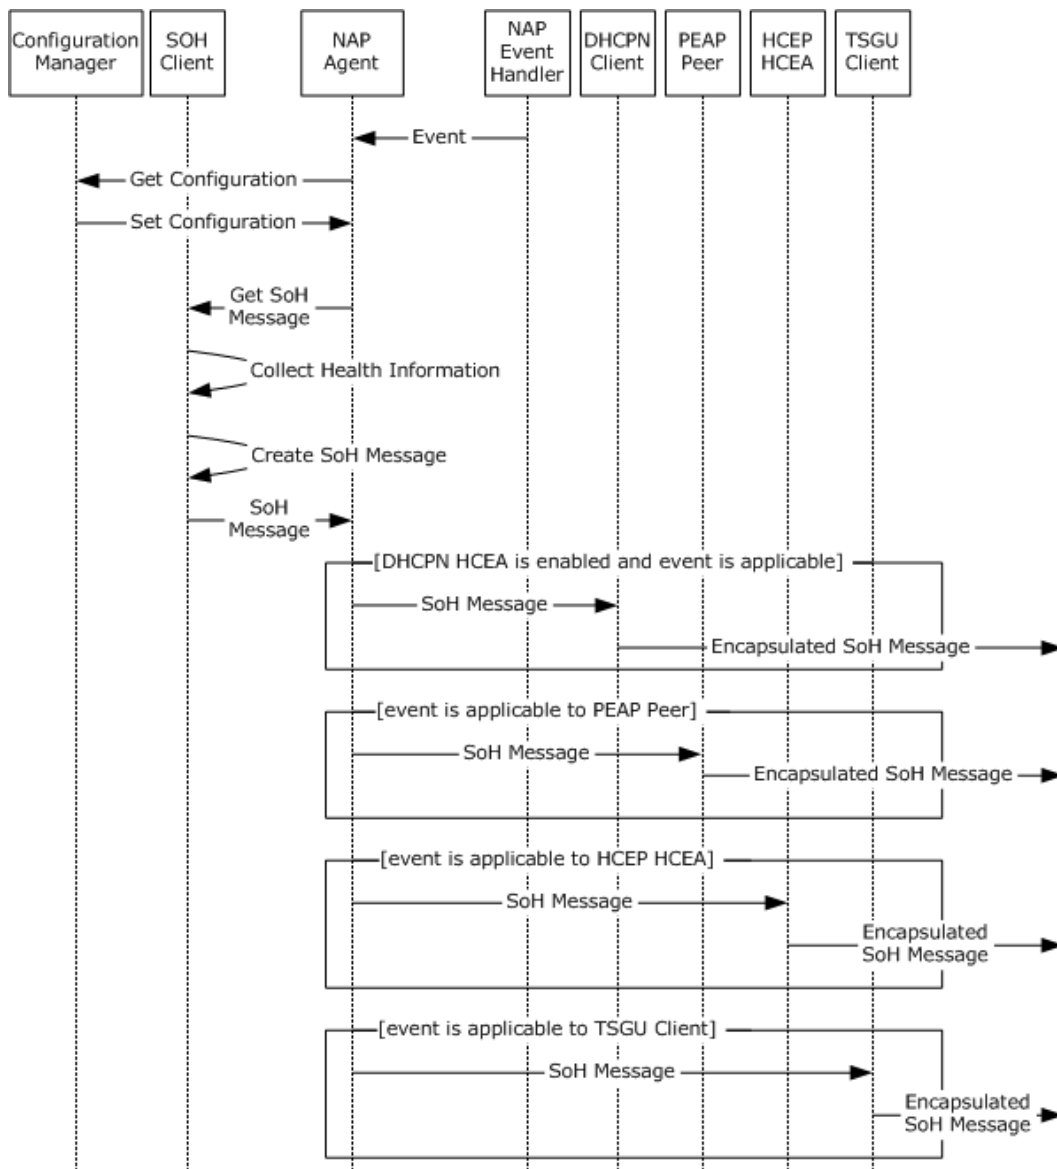 Configuration
Manager
SOH
Client
NAP
Agent
NAP
Event
Handler
DHCPN
Client
PEAP
Peer
HCEP
HCEA
TSGU
Client
Event
Get Configuration
Set Configuration
Get SoH
Message
Collect Health Information
Create SoH Message
SoH
Message
[DHCPN HCEA is enabled and event is applicable]
SoH Message
Encapsulated SoH Message
[event is applicable to PEAP Peer]
SoH Message
Encapsulated SoH Message
[event is applicable to HCEP HCEA]
SoH Message
Encapsulated
SoH Message
[event is applicable to TSGU Client]
SoH Message
Encapsulated
SoH Message